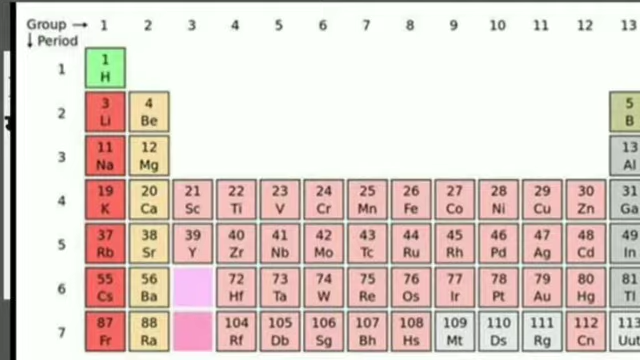 Group → 1 2 3 4 5 6 7 8 9 10 11 12 13
↓ Period
1 1 H
2 3 Li 4 Be 5 B
3 11 Na 12 Mg 13 Al
4 19 K 20 Ca 21 Sc 22 Ti 23 V 24 Cr 25 Mn 26 Fe 27 Co 28 Ni 29 Cu 30 Zn 31 Ga
5 37 Rb 38 Sr 39 Y 40 Zr 41 Nb 42 Mo 43 Tc 44 Ru 45 Rh 46 Pd 47 Ag 48 Cd 49 In
6 55 Cs 56 Ba 72 Hf 73 Ta 74 W 75 Re 76 Os 77 Ir 78 Pt 79 Au 80 Hg 81 Tl
7 87 Fr 88 Ra 104 Rf 105 Db 106 Sg 107 Bh 108 Hs 109 Mt 110 Ds 111 Rg 112 Cn 113